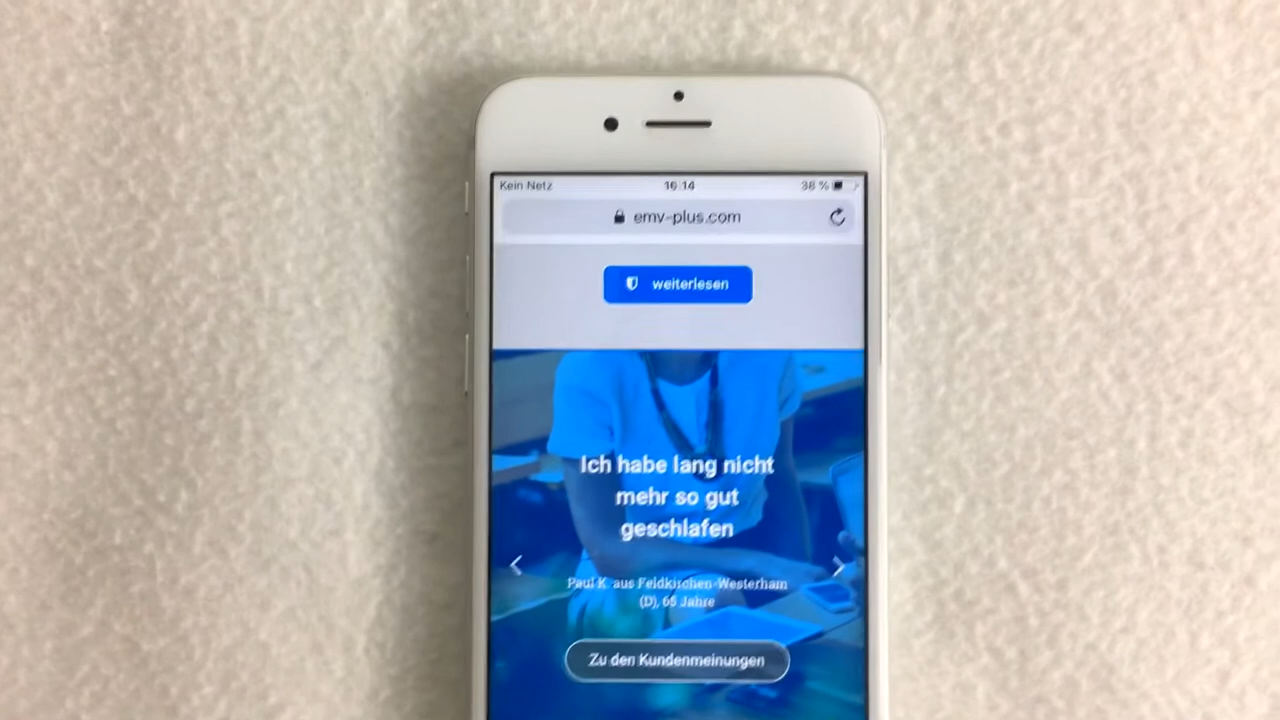 Kein Netz 16:14 38 %
emv-plus.com
weiterlesen
Ich habe lang nicht
mehr so gut
geschlafen
Paul K. aus Feldkirchen-Westerham
(D), 66 Jahre
Zu den Kundenmeinungen